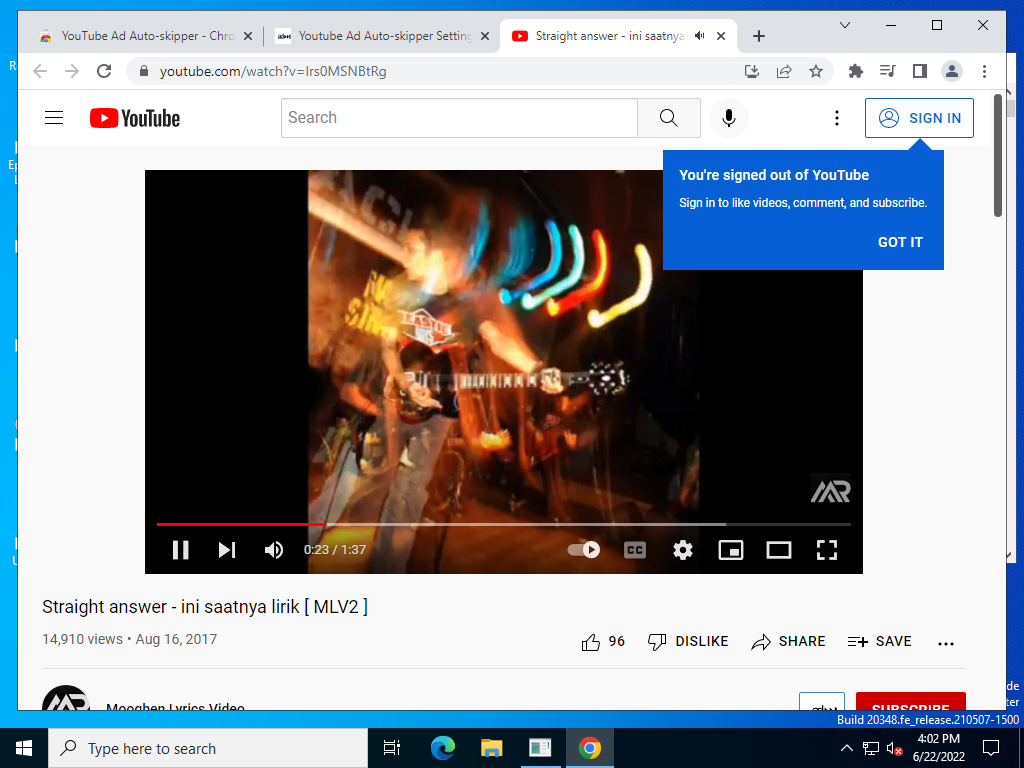 YouTube Ad Auto-skipper - Chro
Youtube Ad Auto-skipper Setting
Straight answer - ini saatnya
youtube.com/watch?v=Irs0MSNBtRg
YouTube
Search
SIGN IN
You're signed out of YouTube
Sign in to like videos, comment, and subscribe.
GOT IT
BEASTIE
MR
0:23 / 1:37
CC
Straight answer - ini saatnya lirik [ MLV2 ]
14,910 views • Aug 16, 2017
96
DISLIKE
SHARE
SAVE
Mooghen Lyrics Video
SUBSCRIBE
Build 20348.fe_release.210507-1500
Type here to search
4:02 PM
6/22/2022